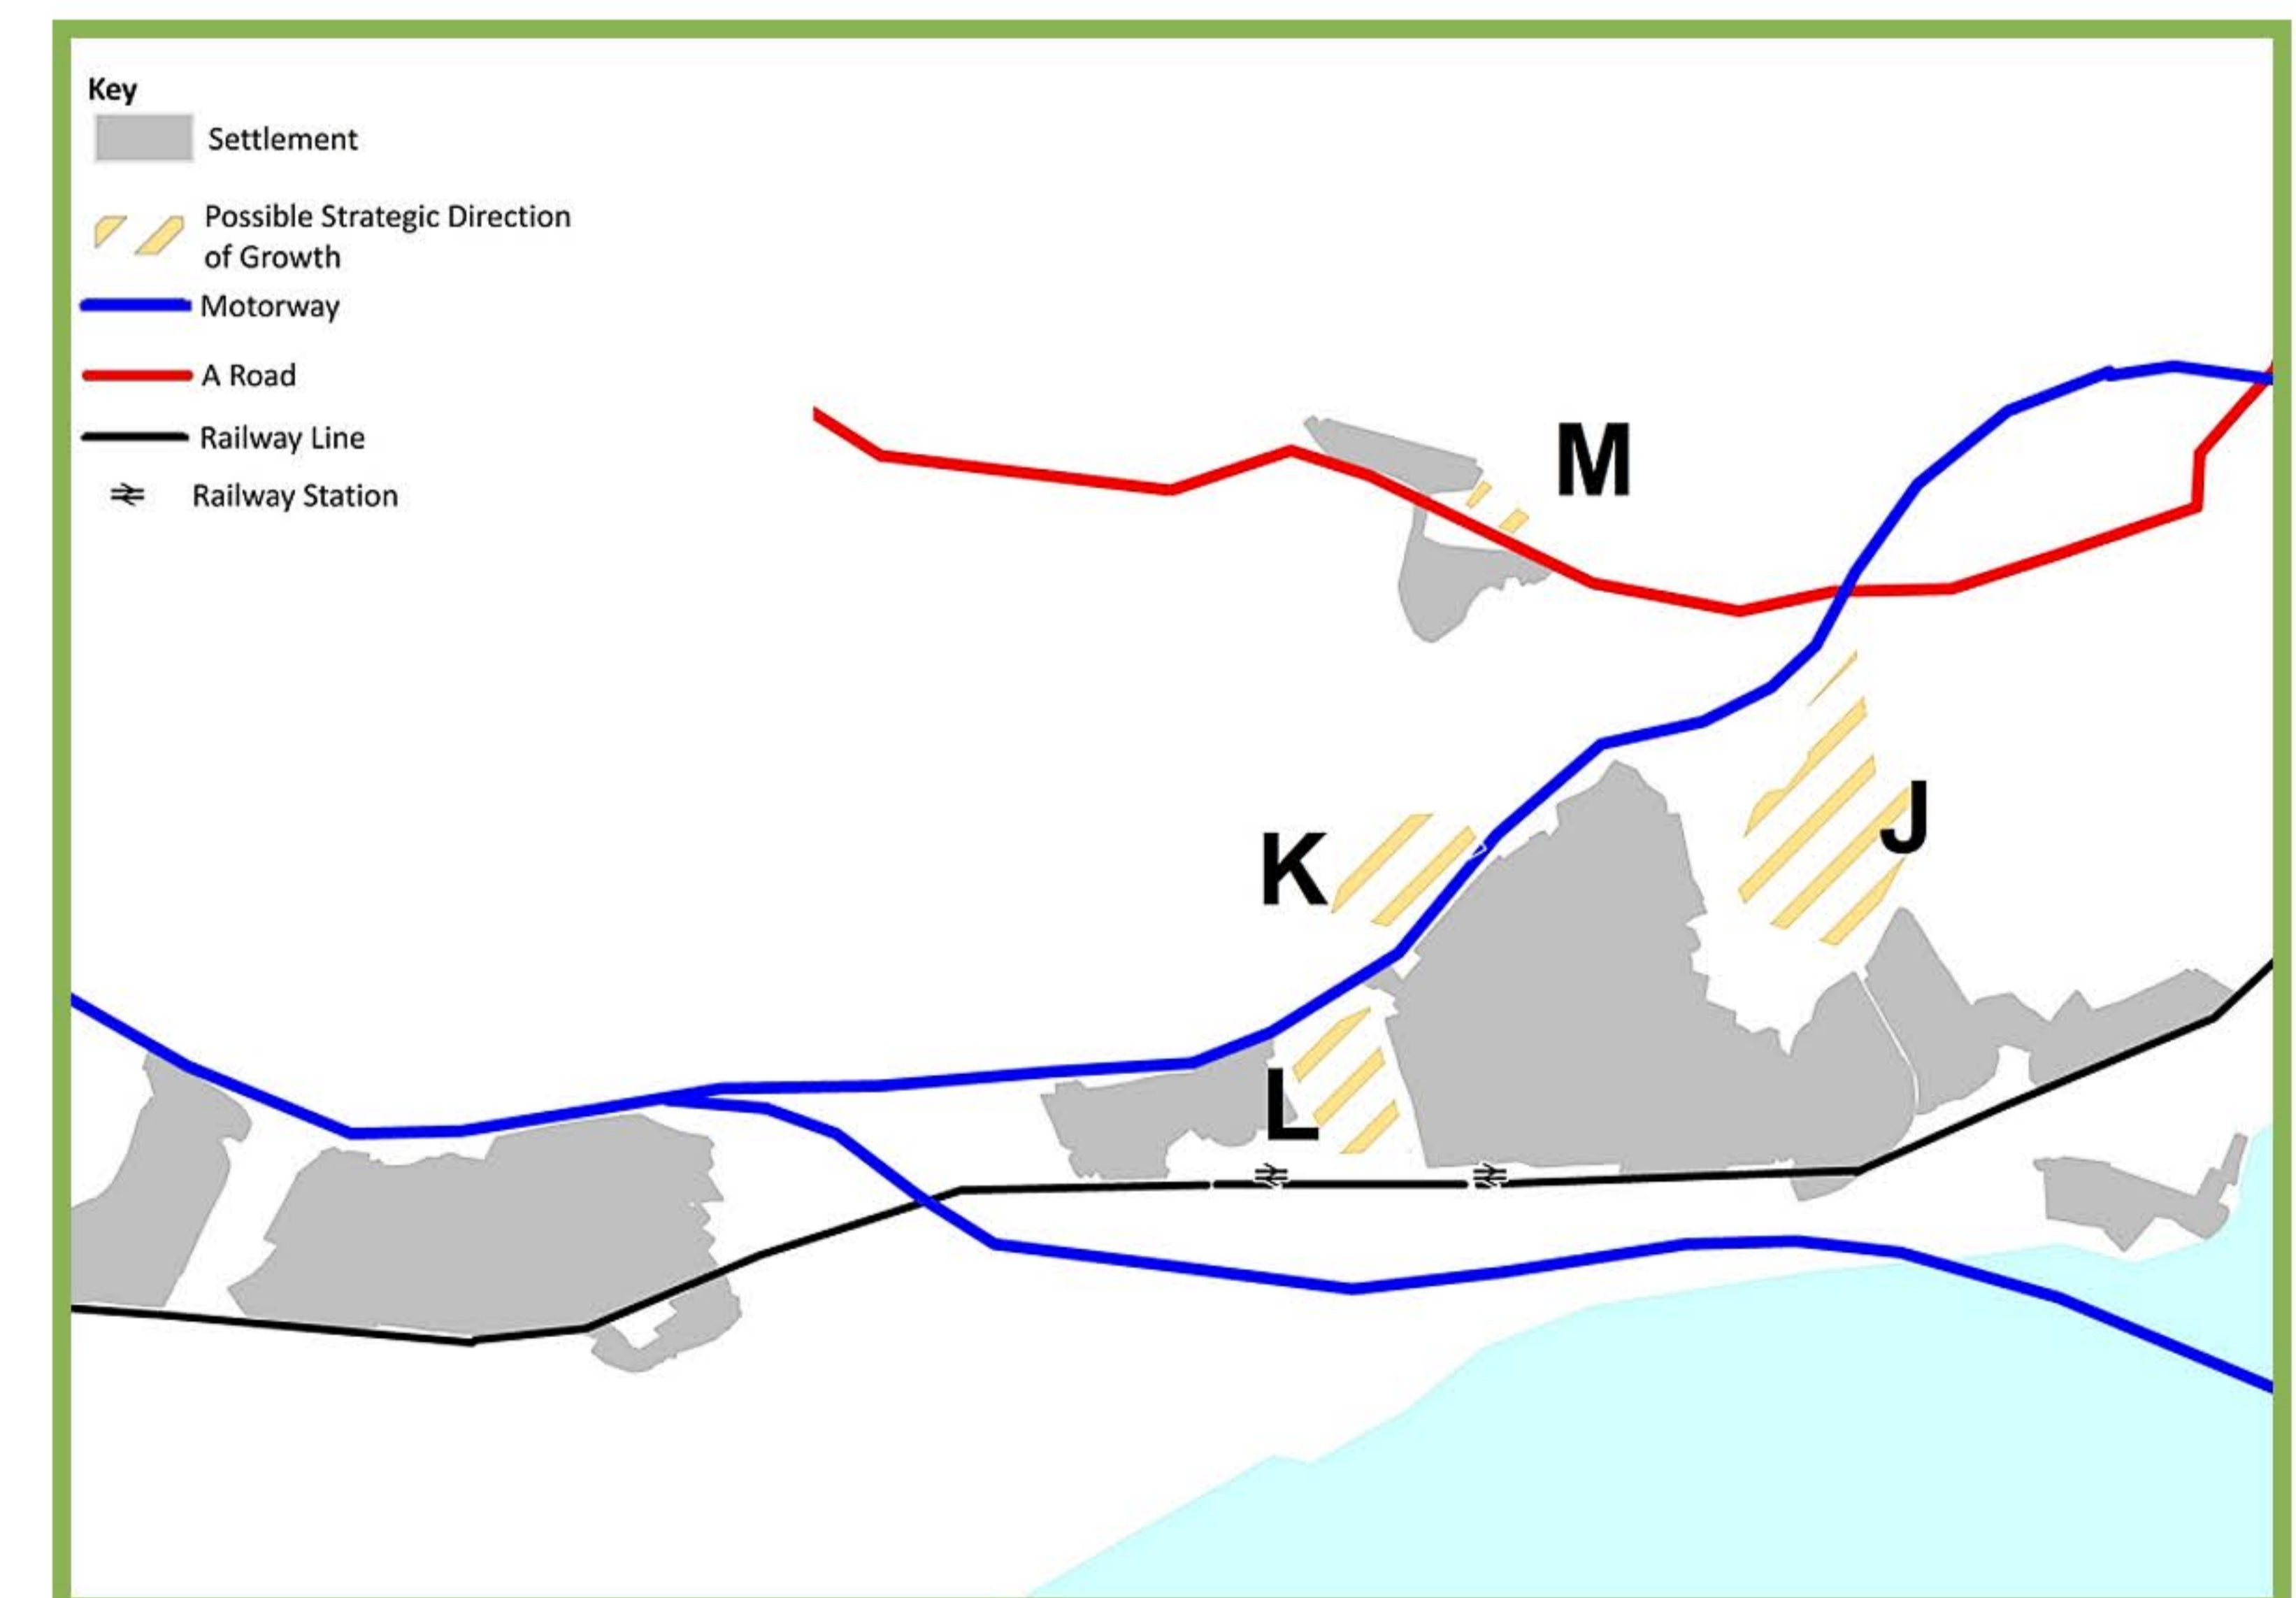 Key
Settlement
Possible Strategic Direction
of Growth
Motorway
A Road
Railway Line
Railway Station
M
J
K
L